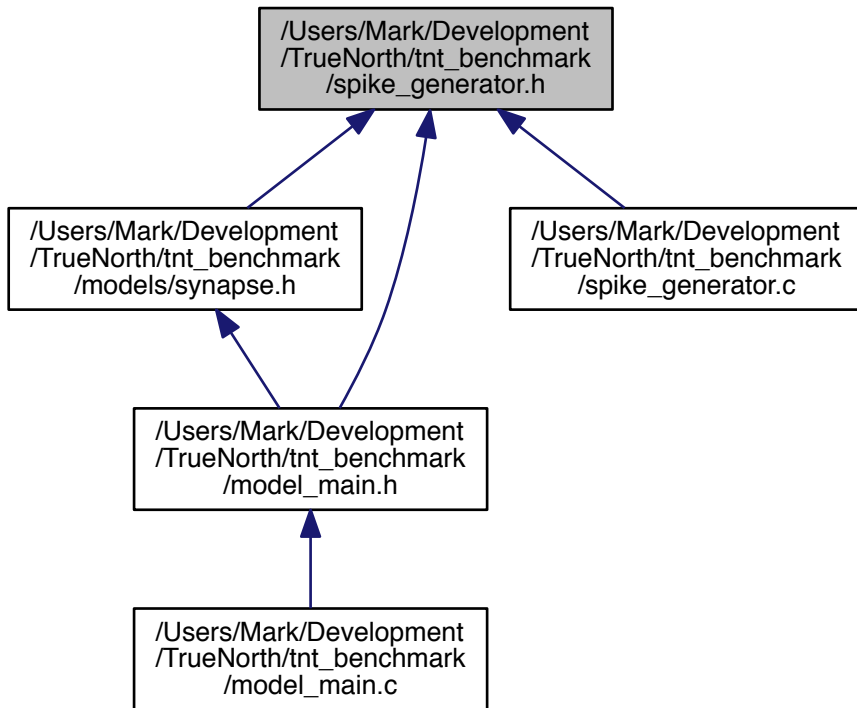 /Users/Mark/Development
/TrueNorth/tnt_benchmark
/spike_generator.h
/Users/Mark/Development
/TrueNorth/tnt_benchmark
/models/synapse.h
/Users/Mark/Development
/TrueNorth/tnt_benchmark
/spike_generator.c
/Users/Mark/Development
/TrueNorth/tnt_benchmark
/model_main.h
/Users/Mark/Development
/TrueNorth/tnt_benchmark
/model_main.c